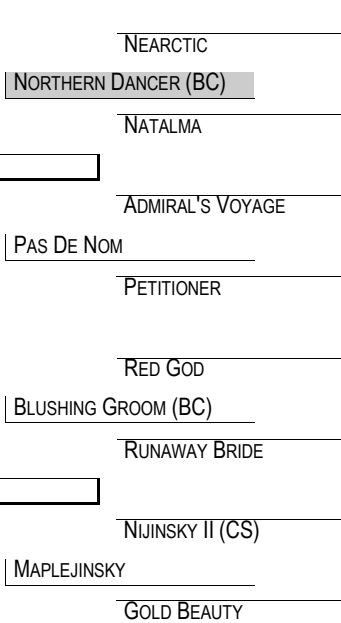 NEARCTIC
NORTHERN DANCER (BC)
NATALMA
ADMIRAL'S VOYAGE
PAS DE NOM
PETITIONER
RED GOD
BLUSHING GROOM (BC)
RUNAWAY BRIDE
NIJINSKY II (CS)
MAPLEJINSKY
GOLD BEAUTY